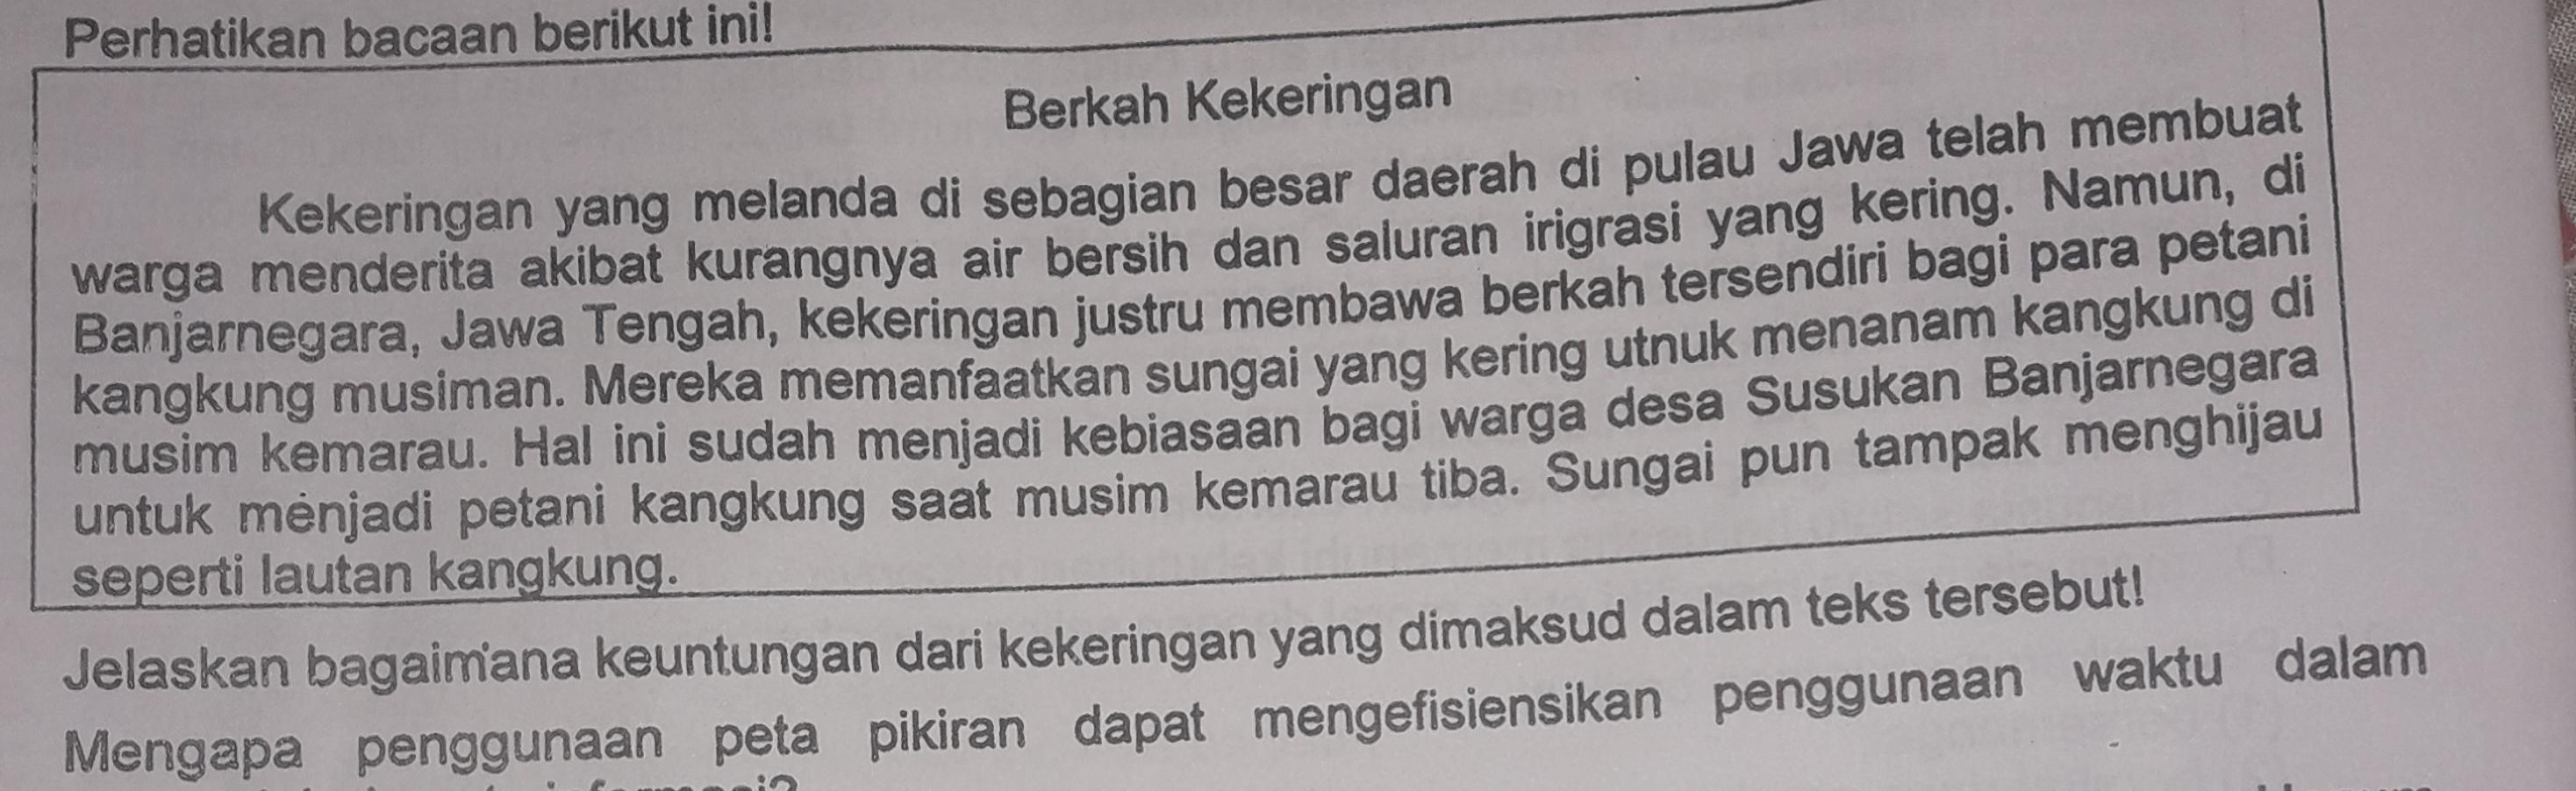 Perhatikan bacaan berikut ini!
Berkah Kekeringan
Kekeringan yang melanda di sebagian besar daerah di pulau Jawa telah membuat
warga menderita akibat kurangnya air bersih dan saluran irigrasi yang kering. Namun, di
Banjarnegara, Jawa Tengah, kekeringan justru membawa berkah tersendiri bagi para petani
kangkung musiman. Mereka memanfaatkan sungai yang kering utnuk menanam kangkung di
musim kemarau. Hal ini sudah menjadi kebiasaan bagi warga desa Susukan Banjarnegara
untuk menjadi petani kangkung saat musim kemarau tiba. Sungai pun tampak menghijau
seperti lautan kangkung.
Jelaskan bagaimana keuntungan dari kekeringan yang dimaksud dalam teks tersebut!
Mengapa penggunaan peta pikiran dapat mengefisiensikan penggunaan waktu dalam